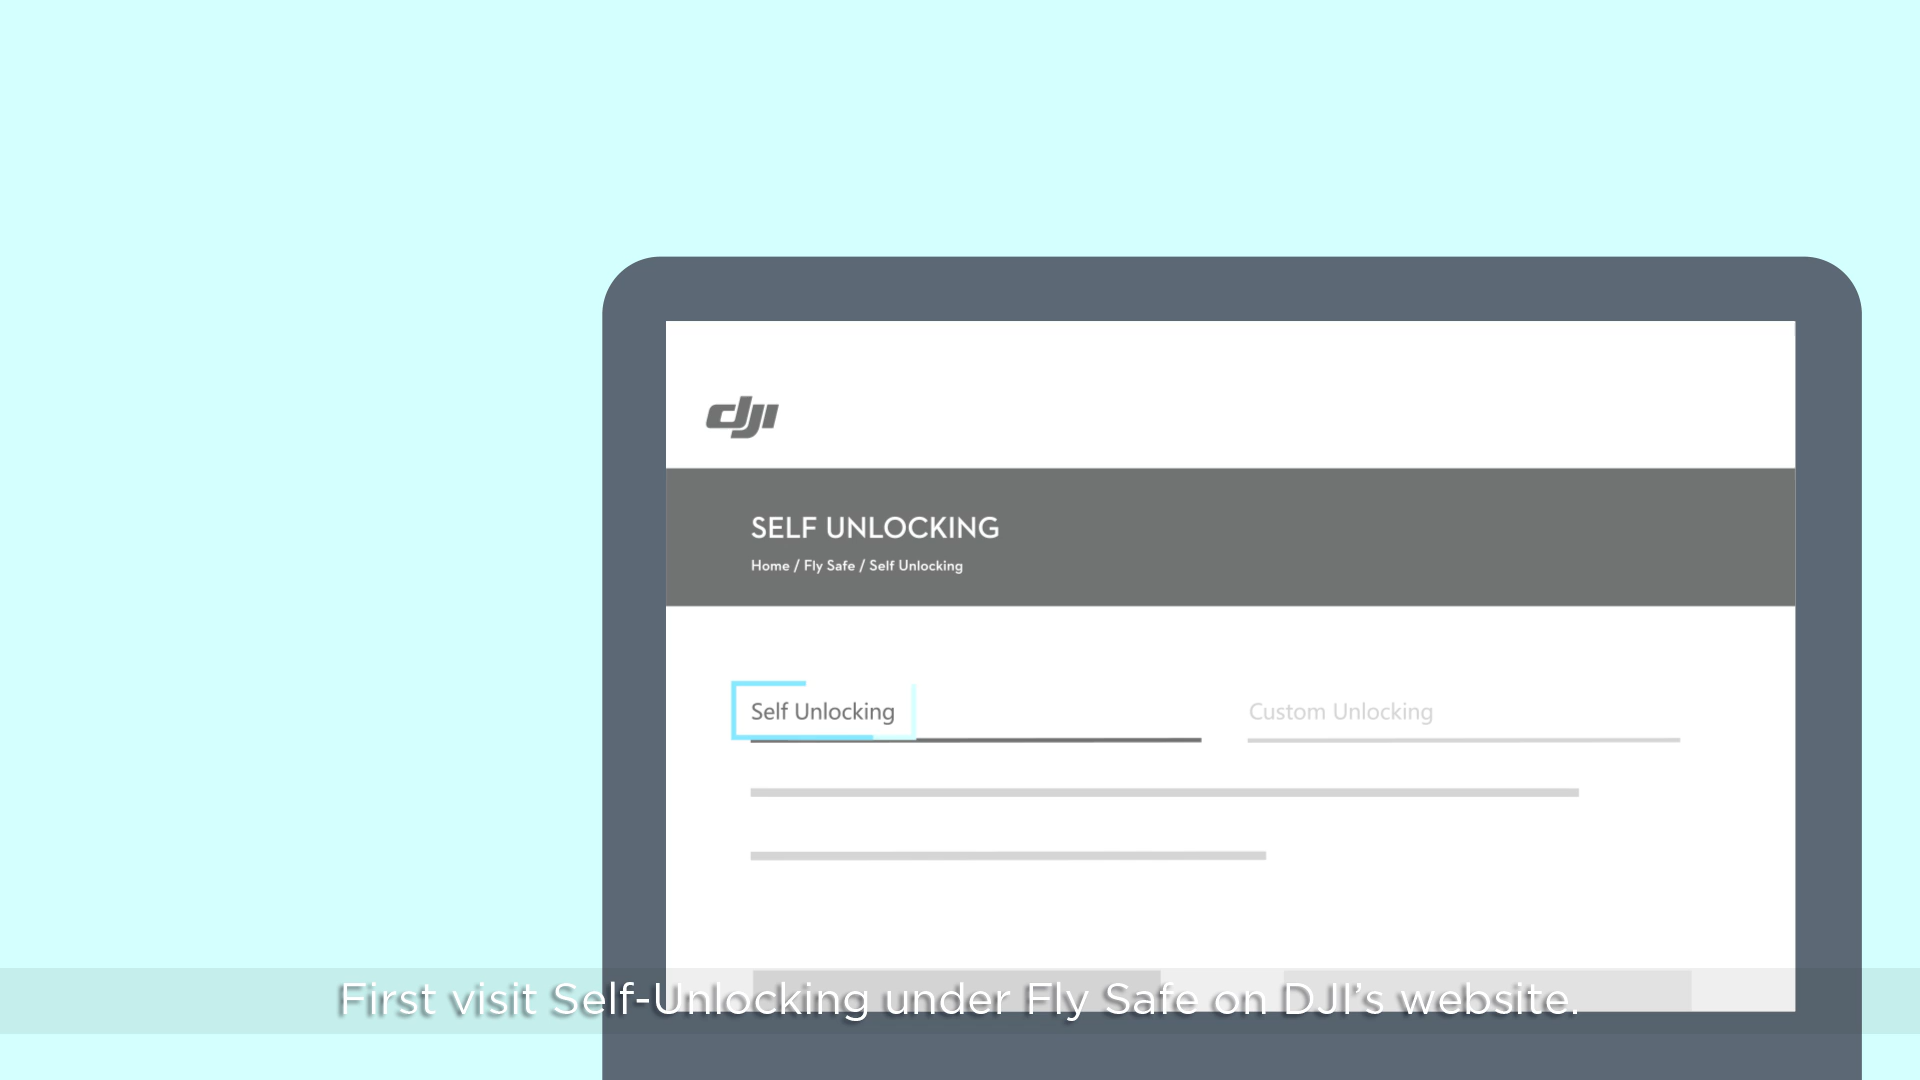 dji
SELF UNLOCKING
Home / Fly Safe / Self Unlocking
Self Unlocking
Custom Unlocking
First visit Self-Unlocking under Fly Safe on DJI's website.